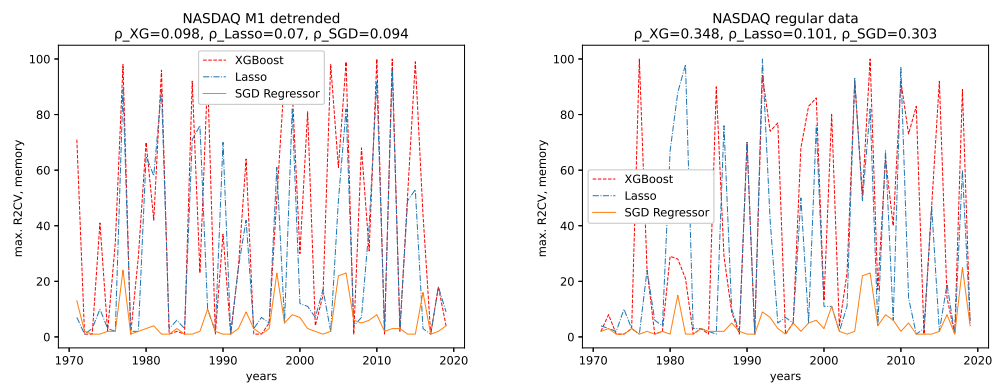 NASDAQ M1 detrended
ρ_XG=0.098, ρ_Lasso=0.07, ρ_SGD=0.094
max. R2CV, memory
100
80
60
40
20
0
XGBoost
Lasso
SGD Regressor
1970 1980 1990 2000 2010 2020
years
NASDAQ regular data
ρ_XG=0.348, ρ_Lasso=0.101, ρ_SGD=0.303
max. R2CV, memory
100
80
60
40
20
0
XGBoost
Lasso
SGD Regressor
1970 1980 1990 2000 2010 2020
years